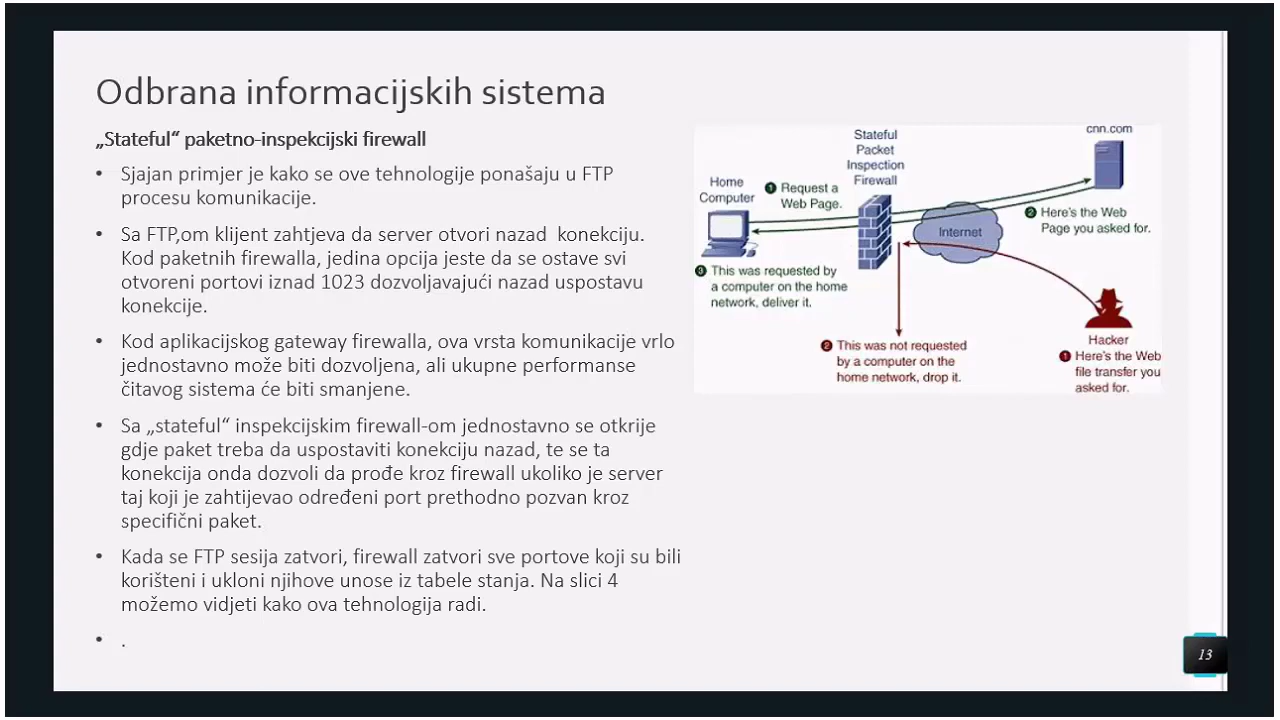 Odbrana informacijskih sistema
„Stateful“ paketno-inspekcijski firewall
• Sjajan primjer je kako se ove tehnologije ponašaju u FTP
procesu komunikacije.
• Sa FTP,om klijent zahtjeva da server otvori nazad konekciju.
Kod paketnih firewalla, jedina opcija jeste da se ostave svi
otvoreni portovi iznad 1023 dozvoljavajući nazad uspostavu
konekcije.
• Kod aplikacijskog gateway firewalla, ova vrsta komunikacije vrlo
jednostavno može biti dozvoljena, ali ukupne performanse
čitavog sistema će biti smanjene.
• Sa „stateful“ inspekcijskim firewall-om jednostavno se otkrije
gdje paket treba da uspostaviti konekciju nazad, te se ta
konekcija onda dozvoli da prođe kroz firewall ukoliko je server
taj koji je zahtijevao određeni port prethodno pozvan kroz
specifični paket.
• Kada se FTP sesija zatvori, firewall zatvori sve portove koji su bili
korišteni i ukloni njihove unose iz tabele stanja. Na slici 4
možemo vidjeti kako ova tehnologija radi.
• .
Stateful
Packet
Inspection
Firewall
cnn.com
Home
Computer
1 Request a
Web Page.
2 Here's the Web
Page you asked for.
Internet
3 This was requested by
a computer on the home
network, deliver it.
Hacker
1 Here's the Web
file transfer you
asked for.
2 This was not requested
by a computer on the
home network, drop it.
13